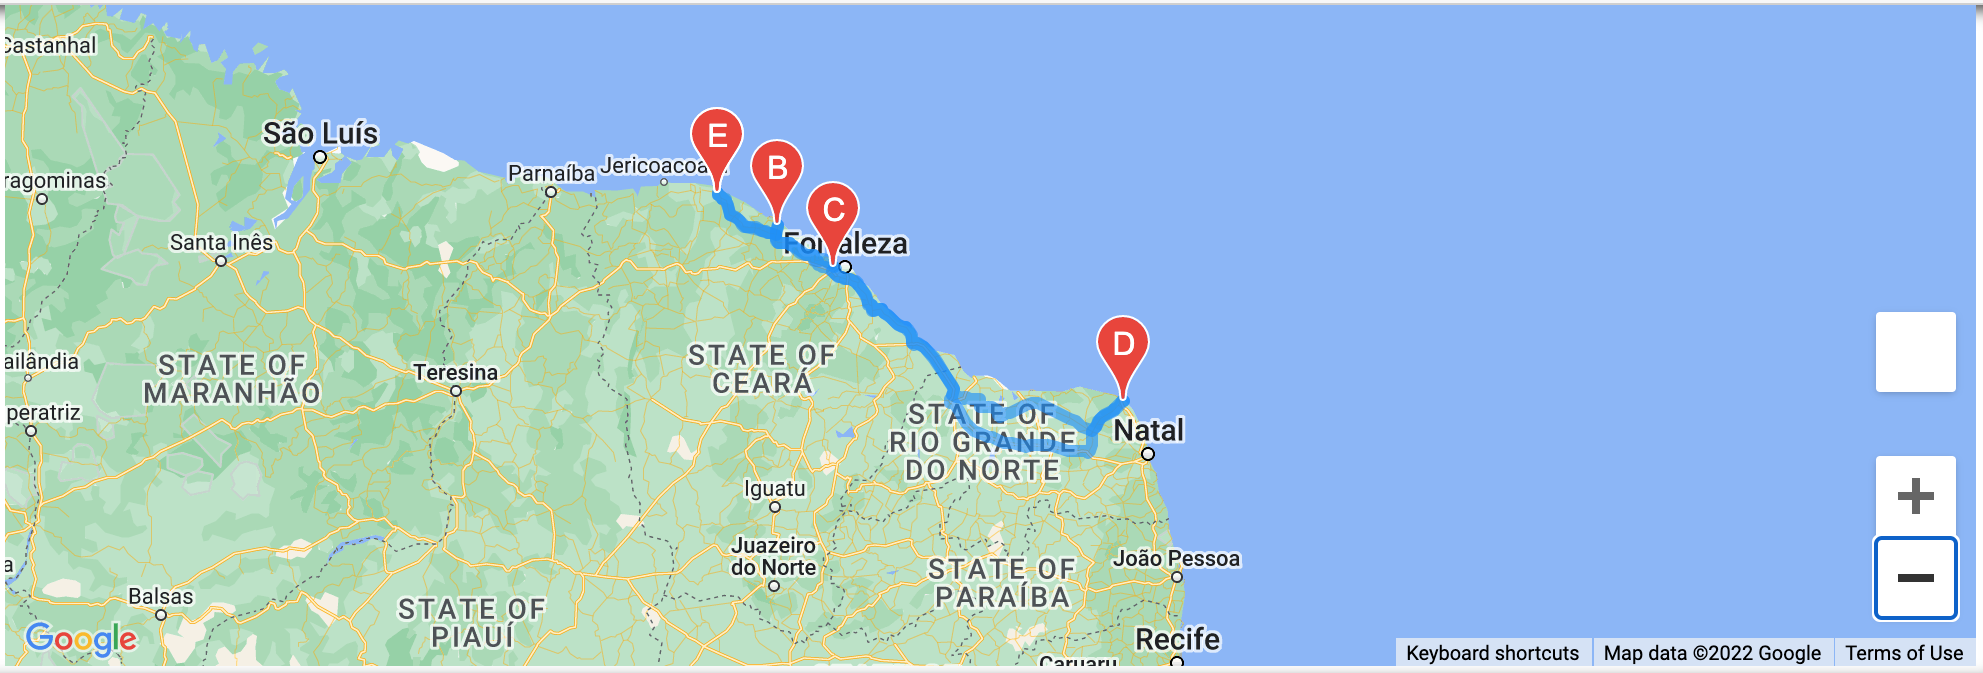 Castanhal
São Luís
E
B
Parnaíba
Jericoacoa
ragominas
C
Santa Inês
Fortaleza
D
ailândia
STATE OF
MARANHÃO
Teresina
STATE OF
CEARÁ
peratriz
STATE OF
RIO GRANDE
DO NORTE
Natal
Iguatu
Juazeiro
do Norte
João Pessoa
a
STATE OF
PARAÍBA
Balsas
STATE OF
PIAUÍ
Google
Recife
Caruaru
Keyboard shortcuts
Map data ©2022 Google
Terms of Use